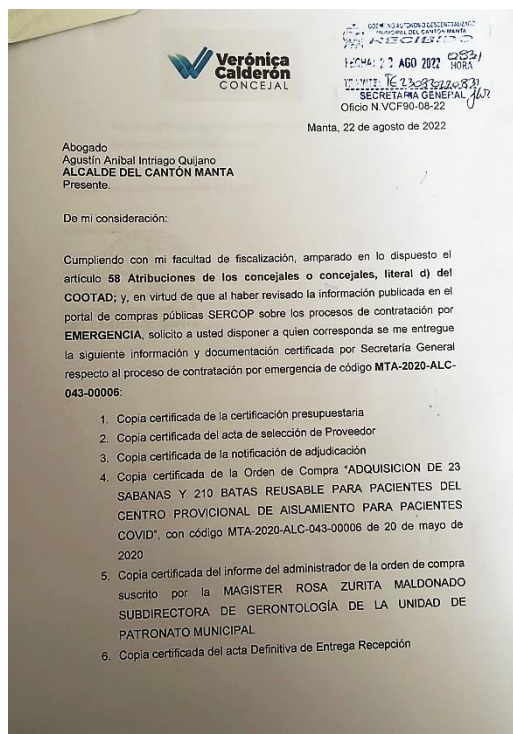 Verónica
Calderón
CONCEJAL
GOBIERNO AUTONOMO DESCENTRALIZADO
MUNICIPAL DEL CANTON MANTA
RECIBIDO
FECHA: 23 AGO 2022 HORA
TRAMITE:
SECRETARIA GENERAL
Oficio N.VCF90-08-22
Manta, 22 de agosto de 2022
Abogado
Agustín Aníbal Intriago Quijano
ALCALDE DEL CANTÓN MANTA
Presente.
De mi consideración:
Cumpliendo con mi facultad de fiscalización, amparado en lo dispuesto el
artículo 58 Atribuciones de los concejales o concejales, literal d) del
COOTAD; y, en virtud de que al haber revisado la información publicada en el
portal de compras públicas SERCOP sobre los procesos de contratación por
EMERGENCIA, solicito a usted disponer a quien corresponda se me entregue
la siguiente información y documentación certificada por Secretaría General
respecto al proceso de contratación por emergencia de código MTA-2020-ALC-
043-00006:
1. Copia certificada de la certificación presupuestaria
2. Copia certificada del acta de selección de Proveedor
3. Copia certificada de la notificación de adjudicación
4. Copia certificada de la Orden de Compra "ADQUISICION DE 23
SABANAS Y 210 BATAS REUSABLE PARA PACIENTES DEL
CENTRO PROVICIONAL DE AISLAMIENTO PARA PACIENTES
COVID", con código MTA-2020-ALC-043-00006 de 20 de mayo de
2020
5. Copia certificada del informe del administrador de la orden de compra
suscrito por la MAGISTER ROSA ZURITA MALDONADO
SUBDIRECTORA DE GERONTOLOGÍA DE LA UNIDAD DE
PATRONATO MUNICIPAL
6. Copia certificada del acta Definitiva de Entrega Recepción